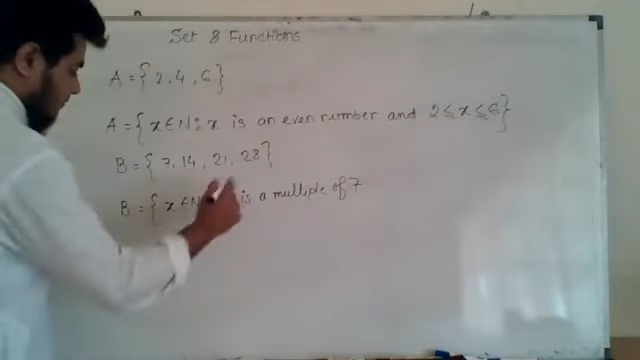 Set & Functions
A = { 2, 4, 6 }
A = { x ∈ N : x is an even number and 2 ≤ x ≤ 6 }
B = { 7, 14, 21, 28 }
B = { x ∈ N is a multiple of 7